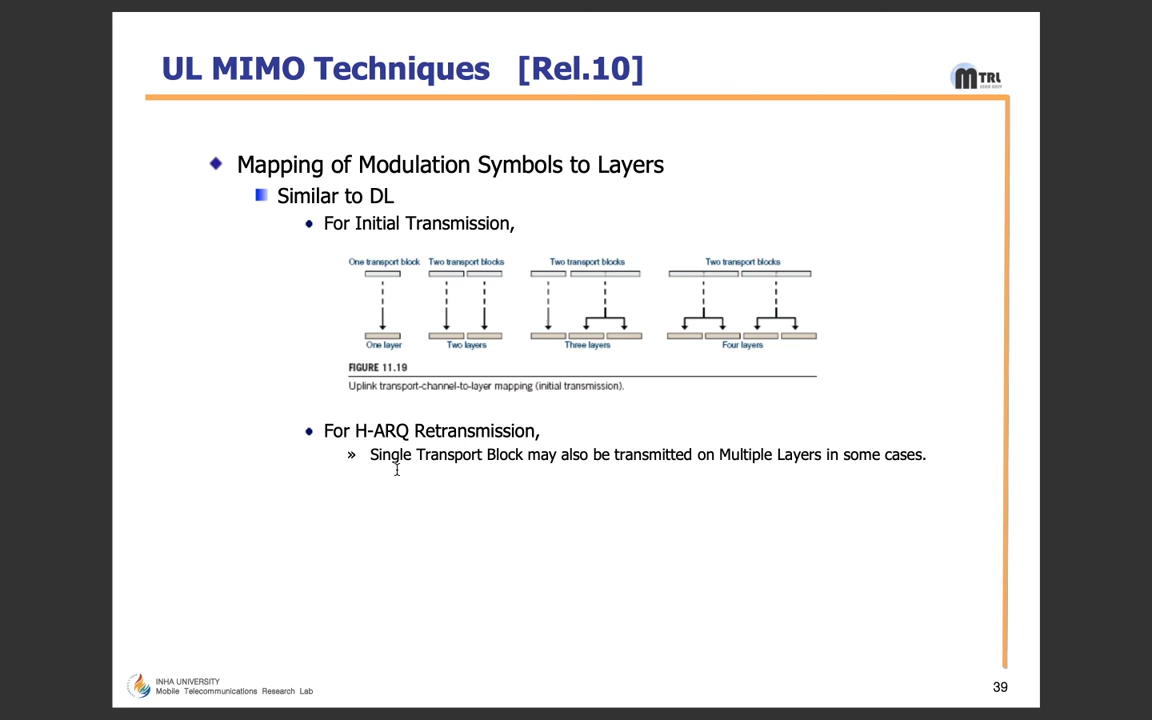 UL MIMO Techniques [Rel.10]
TRL
Mapping of Modulation Symbols to Layers
Similar to DL
For Initial Transmission,
One transport block Two transport blocks Two transport blocks Two transport blocks
One layer Two layers Three layers Four layers
FIGURE 11.19
Uplink transport-channel-to-layer mapping (initial transmission).
For H-ARQ Retransmission,
» Single Transport Block may also be transmitted on Multiple Layers in some cases.
INHA UNIVERSITY
Mobile Telecommunications Research Lab
39